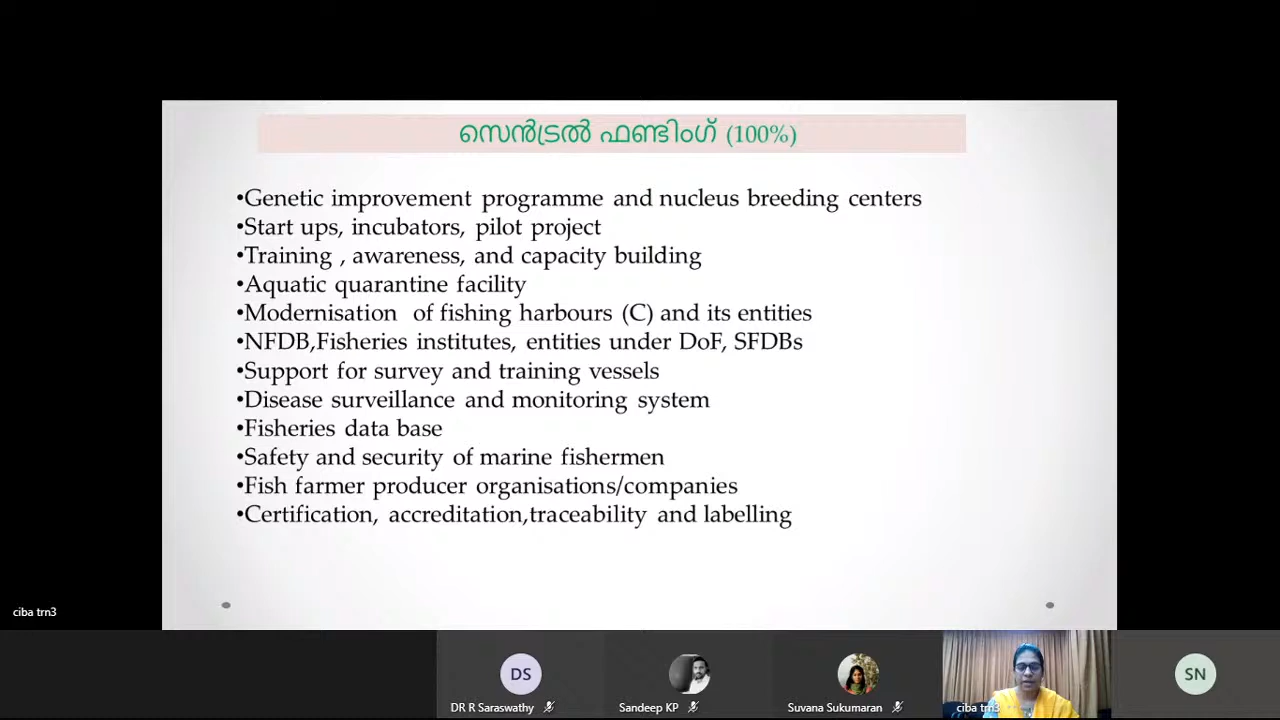 സെൻട്രൽ ഫണ്ടിംഗ് (100%)
•Genetic improvement programme and nucleus breeding centers
•Start ups, incubators, pilot project
•Training , awareness, and capacity building
•Aquatic quarantine facility
•Modernisation of fishing harbours (C) and its entities
•NFDB,Fisheries institutes, entities under DoF, SFDBs
•Support for survey and training vessels
•Disease surveillance and monitoring system
•Fisheries data base
•Safety and security of marine fishermen
•Fish farmer producer organisations/companies
•Certification, accreditation,traceability and labelling
ciba trn3
DS
SN
DR R Saraswathy
Sandeep KP
Suvana Sukumaran
ciba trn3